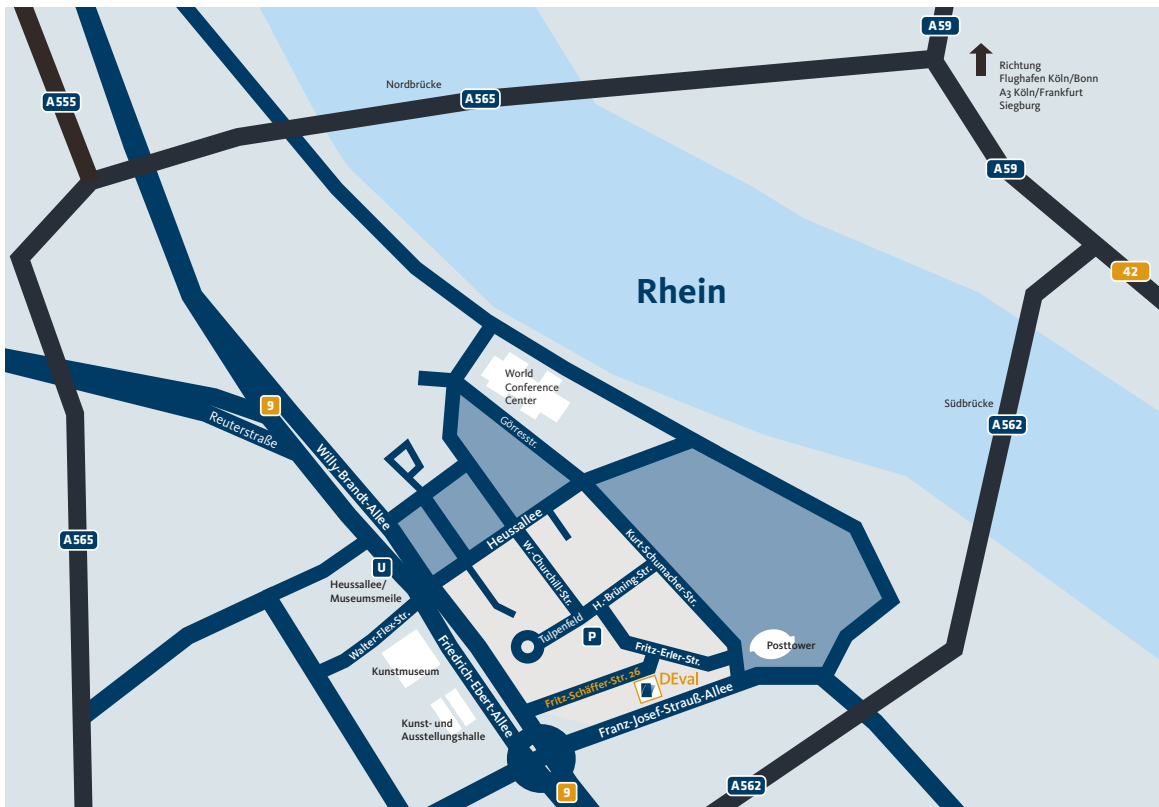 A59
Richtung
Flughafen Köln/Bonn
A3 Köln/Frankfurt
Siegburg
Nordbrücke
A565
A555
A59
42
Rhein
World
Conference
Center
Südbrücke
A562
9
Reuterstraße
Görresstr.
Willy-Brandt-Allee
Heussallee
A565
U
Heussallee/
Museumsmeile
W.-Churchill-Str.
Kurt-Schumacher-Str.
H.-Brüning-Str.
Walter-Flex-Str.
Tulpenfeld
P
Friedrich-Ebert-Allee
Fritz-Erler-Str.
Posttower
Kunstmuseum
Fritz-Schäffer-Str. 26
DEval
Franz-Josef-Strauß-Allee
Kunst- und
Ausstellungshalle
A562
9